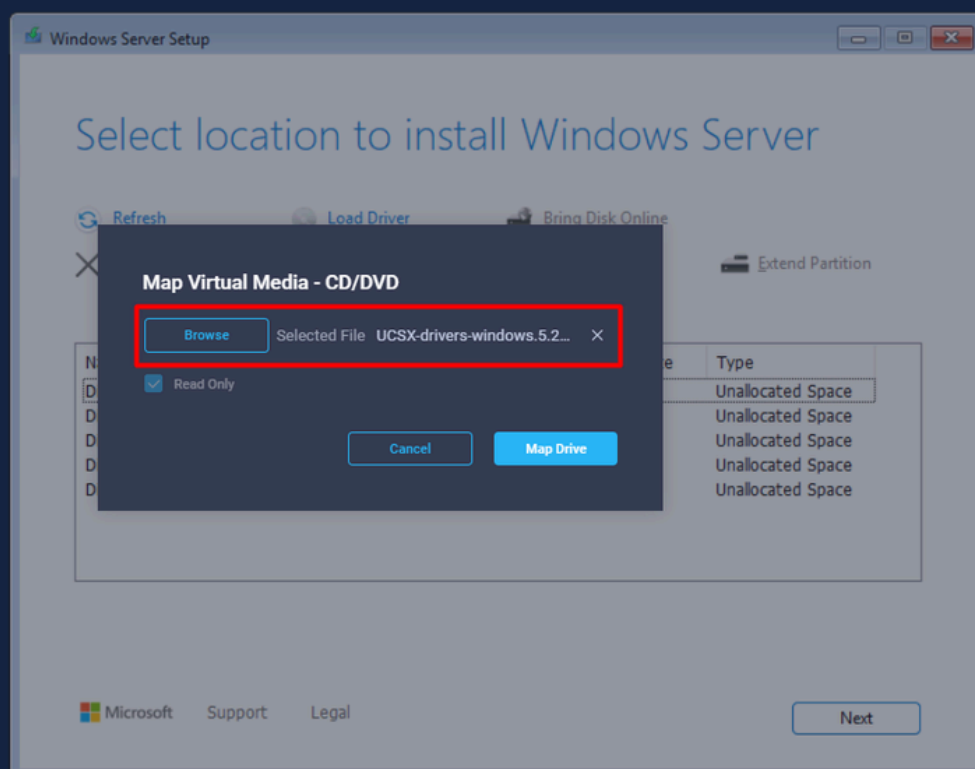 Windows Server Setup
Select location to install Windows Server
Refresh Load Driver Bring Disk Online
Extend Partition
Map Virtual Media - CD/DVD
Browse Selected File UCSX-drivers-windows.5.2...
Read Only
Cancel Map Drive
Type
Unallocated Space
Unallocated Space
Unallocated Space
Unallocated Space
Unallocated Space
Microsoft Support Legal
Next